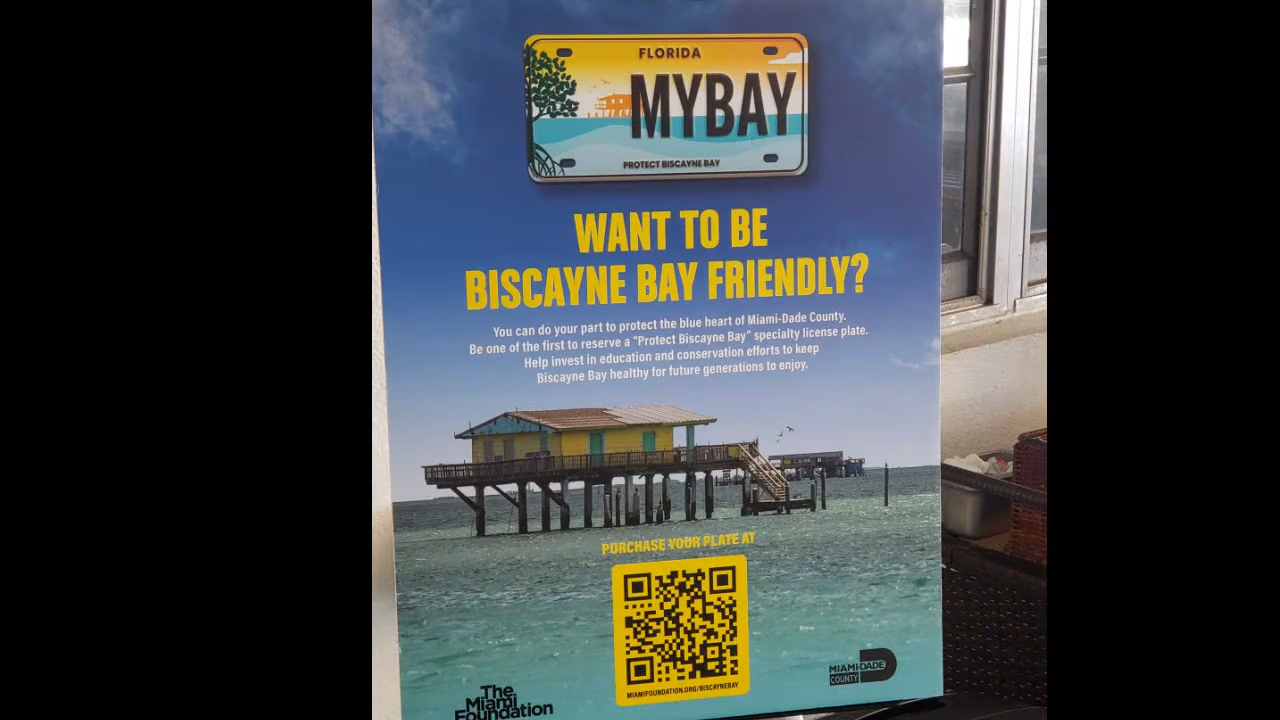 FLORIDA
MYBAY
PROTECT BISCAYNE BAY
WANT TO BE
BISCAYNE BAY FRIENDLY?
You can do your part to protect the blue heart of Miami-Dade County.
Be one of the first to reserve a "Protect Biscayne Bay" specialty license plate.
Help invest in education and conservation efforts to keep
Biscayne Bay healthy for future generations to enjoy.
PURCHASE YOUR PLATE AT
MIAMIFOUNDATION.ORG/BISCAYNEBAY
The
Miami
Foundation
MIAMI-DADE
COUNTY